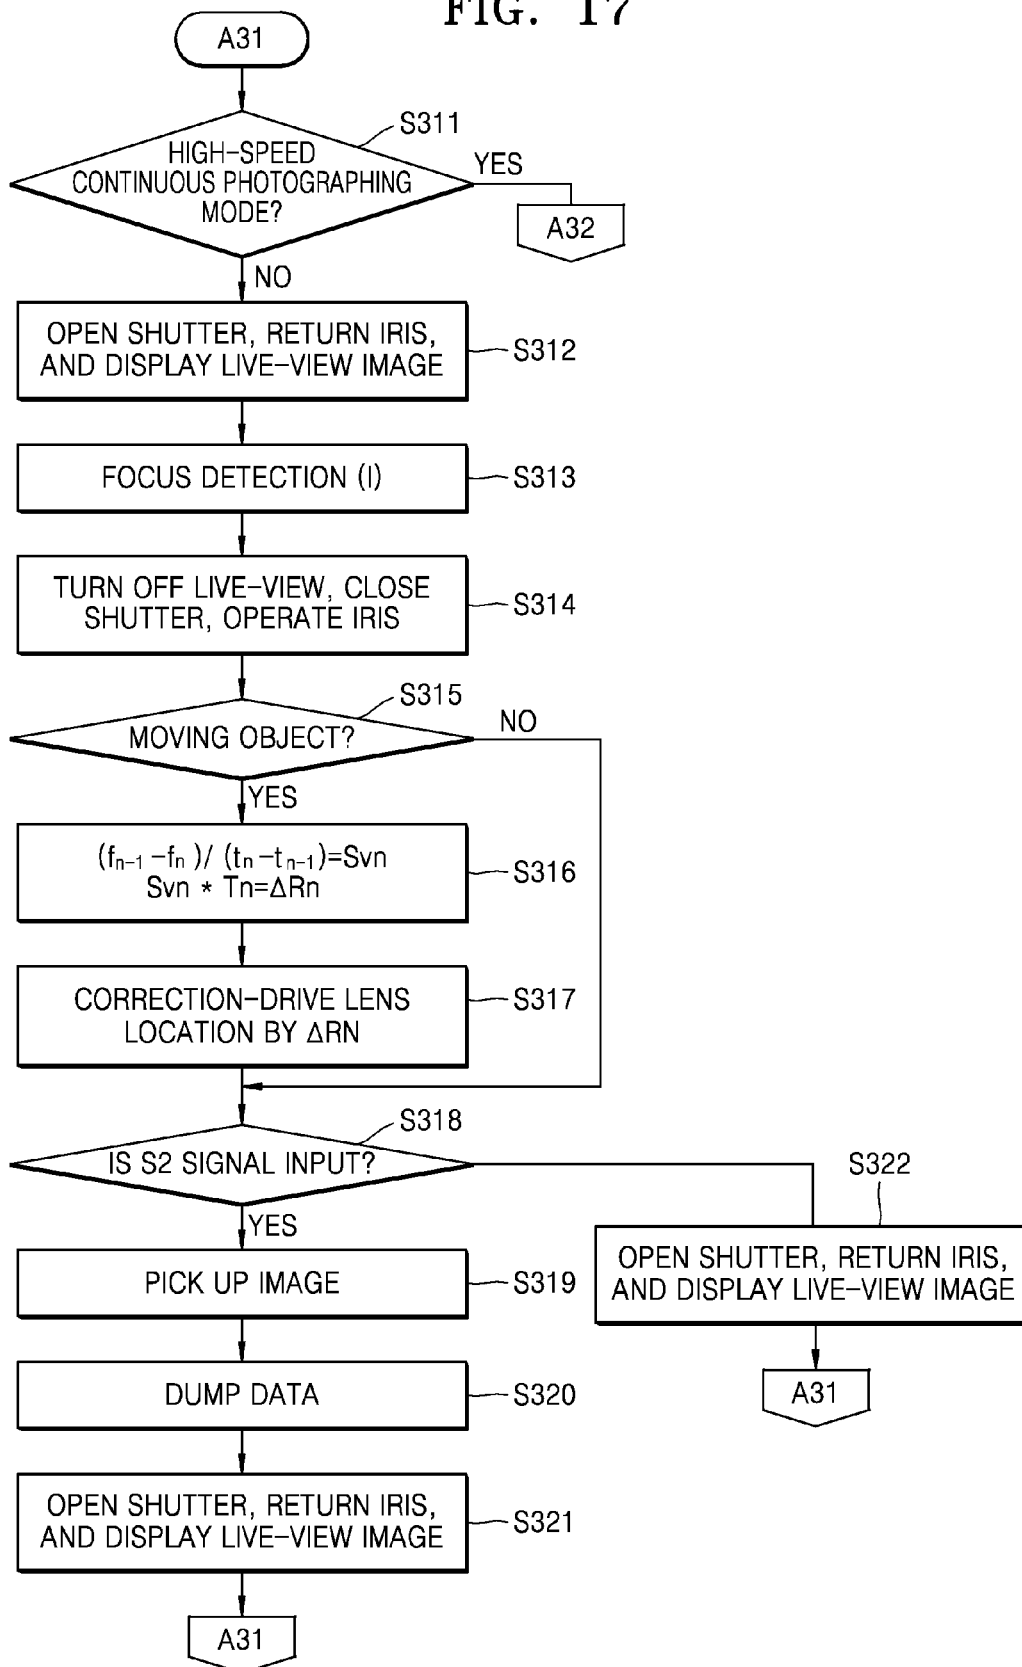 FIG. 17
A31
S311
HIGH-SPEED
CONTINUOUS PHOTOGRAPHING
MODE?
YES
A32
NO
OPEN SHUTTER, RETURN IRIS,
AND DISPLAY LIVE-VIEW IMAGE
S312
FOCUS DETECTION (I)
S313
TURN OFF LIVE-VIEW, CLOSE
SHUTTER, OPERATE IRIS
S314
S315
MOVING OBJECT?
NO
YES
(fn-1-fn)/(tn-tn-1)=Svn
Svn * Tn=ΔRn
S316
CORRECTION-DRIVE LENS
LOCATION BY ΔRN
S317
S318
IS S2 SIGNAL INPUT?
YES
S322
OPEN SHUTTER, RETURN IRIS,
AND DISPLAY LIVE-VIEW IMAGE
A31
PICK UP IMAGE
S319
DUMP DATA
S320
OPEN SHUTTER, RETURN IRIS,
AND DISPLAY LIVE-VIEW IMAGE
S321
A31